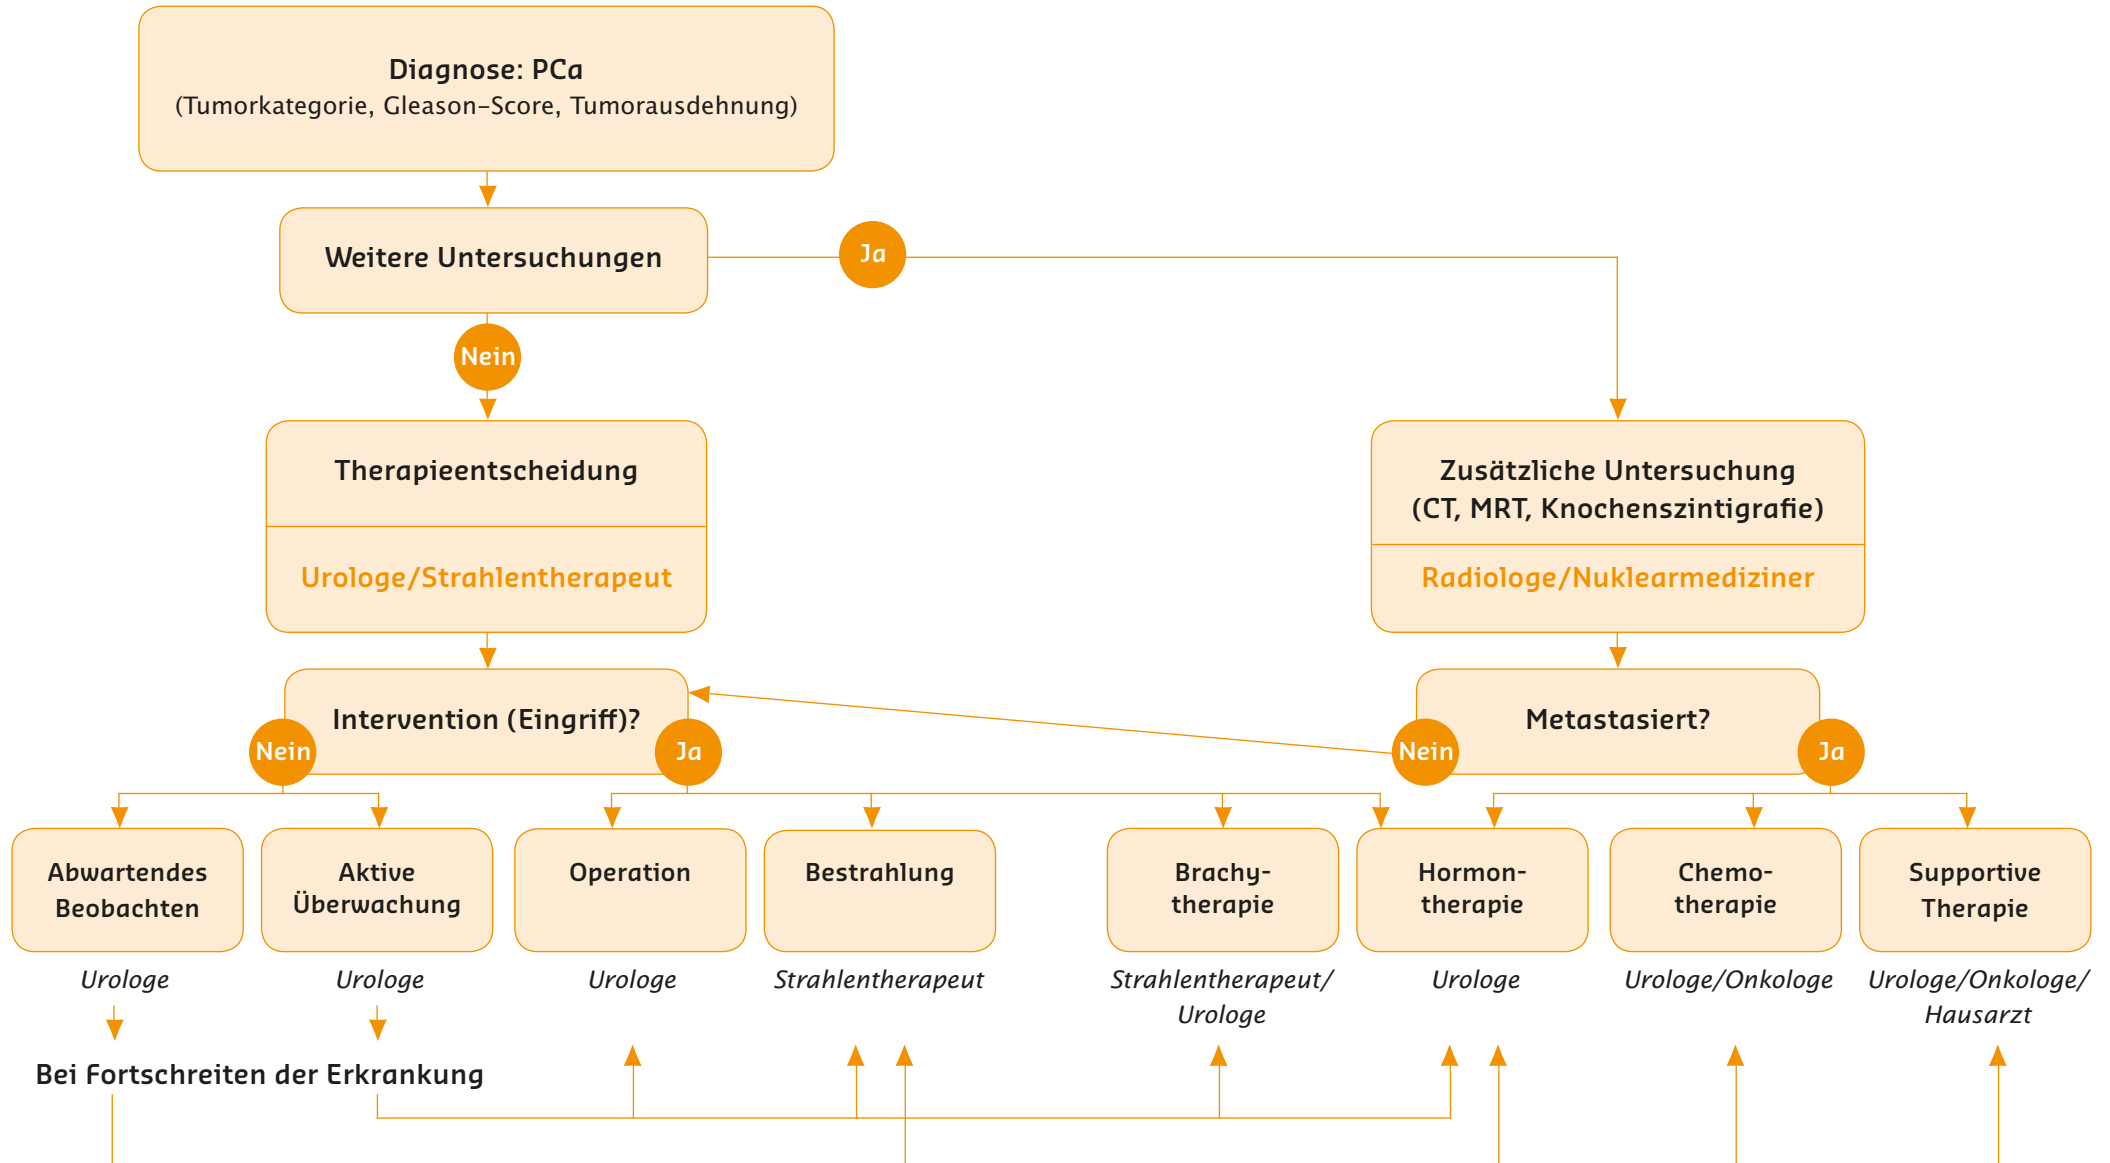 Diagnose: PCa
(Tumorkategorie, Gleason-Score, Tumorausdehnung)
Weitere Untersuchungen
Ja
Nein
Therapieentscheidung
Urologe/Strahlentherapeut
Zusätzliche Untersuchung
(CT, MRT, Knochenszintigrafie)
Radiologe/Nuklearmediziner
Intervention (Eingriff)?
Nein
Ja
Metastasiert?
Nein
Ja
Abwartendes
Beobachten
Aktive
Überwachung
Operation
Bestrahlung
Brachy-
therapie
Hormon-
therapie
Chemo-
therapie
Supportive
Therapie
Urologe
Urologe
Urologe
Strahlentherapeut
Strahlentherapeut/
Urologe
Urologe
Urologe/Onkologe
Urologe/Onkologe/
Hausarzt
Bei Fortschreiten der Erkrankung